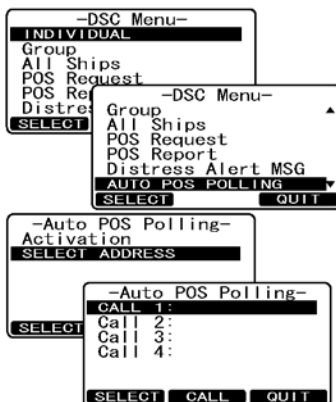 -DSC Menu-
INDIVIDUAL
Group
All Ships
POS Request
POS Rep
Distres
SELECT
-DSC Menu-
Group
All Ships
POS Request
POS Report
Distress Alert MSG
AUTO POS POLLING
SELECT QUIT
-Auto POS Polling-
Activation
SELECT ADDRESS
SELECT
-Auto POS Polling-
CALL 1:
Call 2:
Call 3:
Call 4:
SELECT CALL QUIT